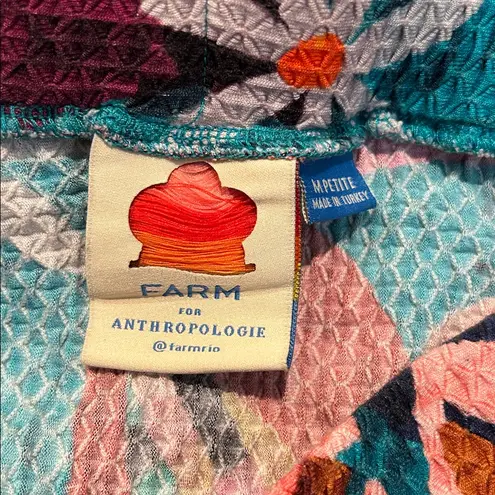 FARM
FOR
ANTHROPOLOGIE
@farmrio
M PETITE
MADE IN TURKEY